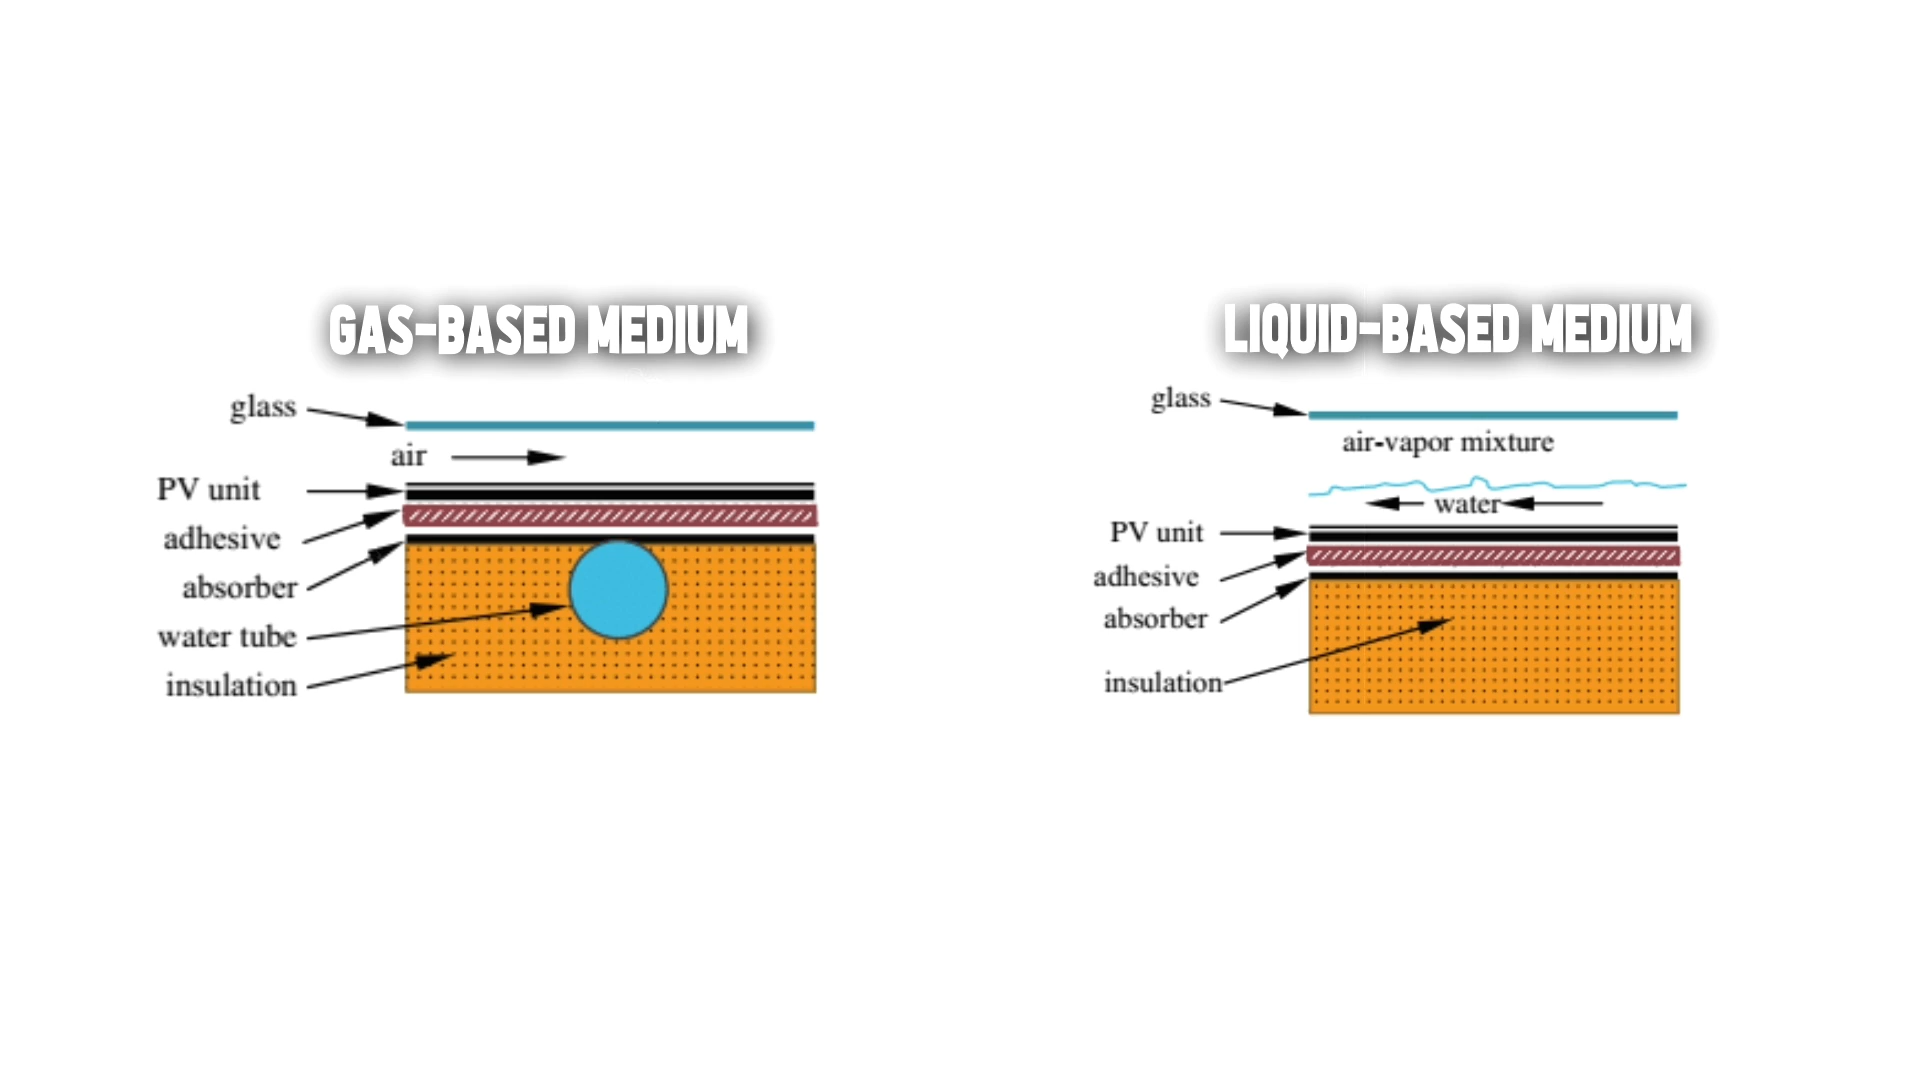 GAS-BASED MEDIUM
glass
air
PV unit
adhesive
absorber
water tube
insulation
LIQUID-BASED MEDIUM
glass
air-vapor mixture
water
PV unit
adhesive
absorber
insulation